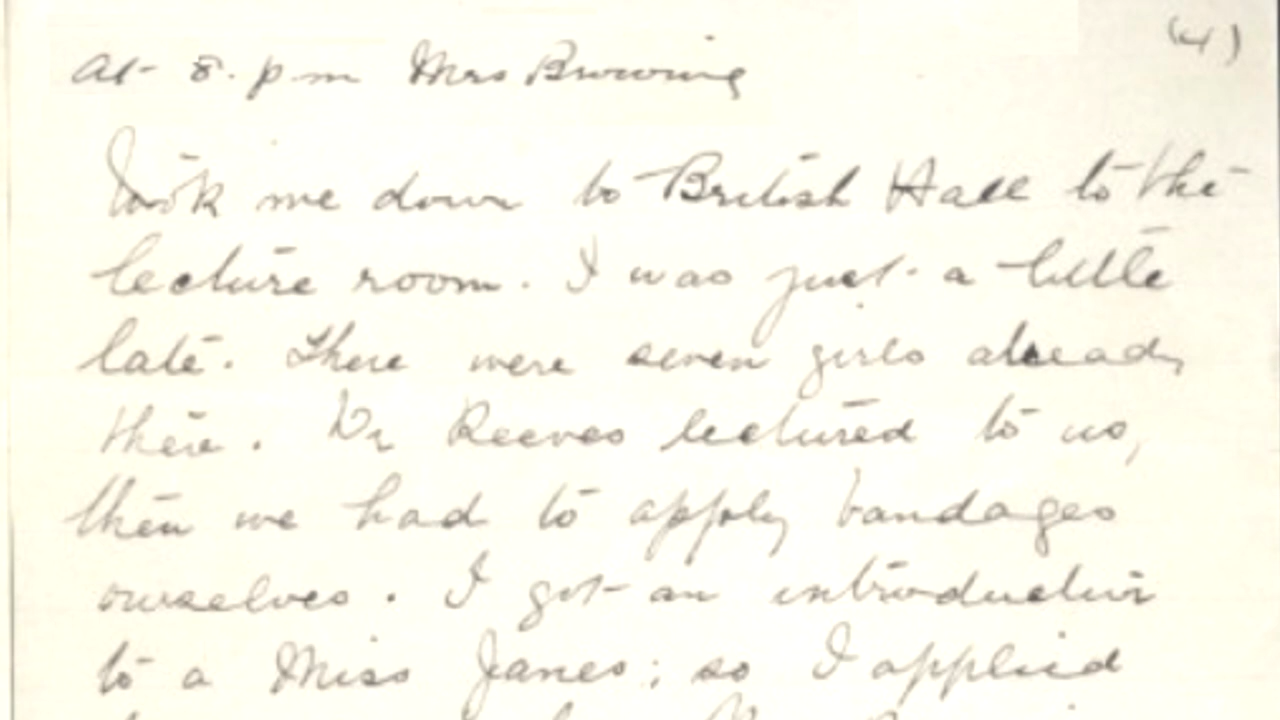 (4)
At 8. pm Mrs Browning
Took me down to British Hall to the
lecture room. I was just a little
late. There were seven girls already
there. Dr Reeves lectured to us,
then we had to apply bandages
ourselves. I got an introduction
to a Miss Janes; so I applied